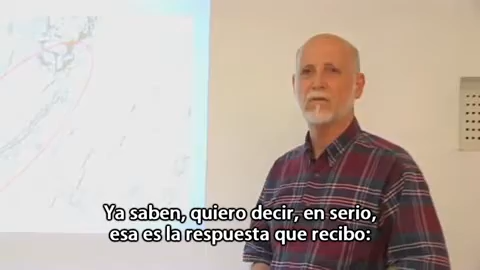 Ya saben, quiero decir, en serio,
esa es la respuesta que recibo: